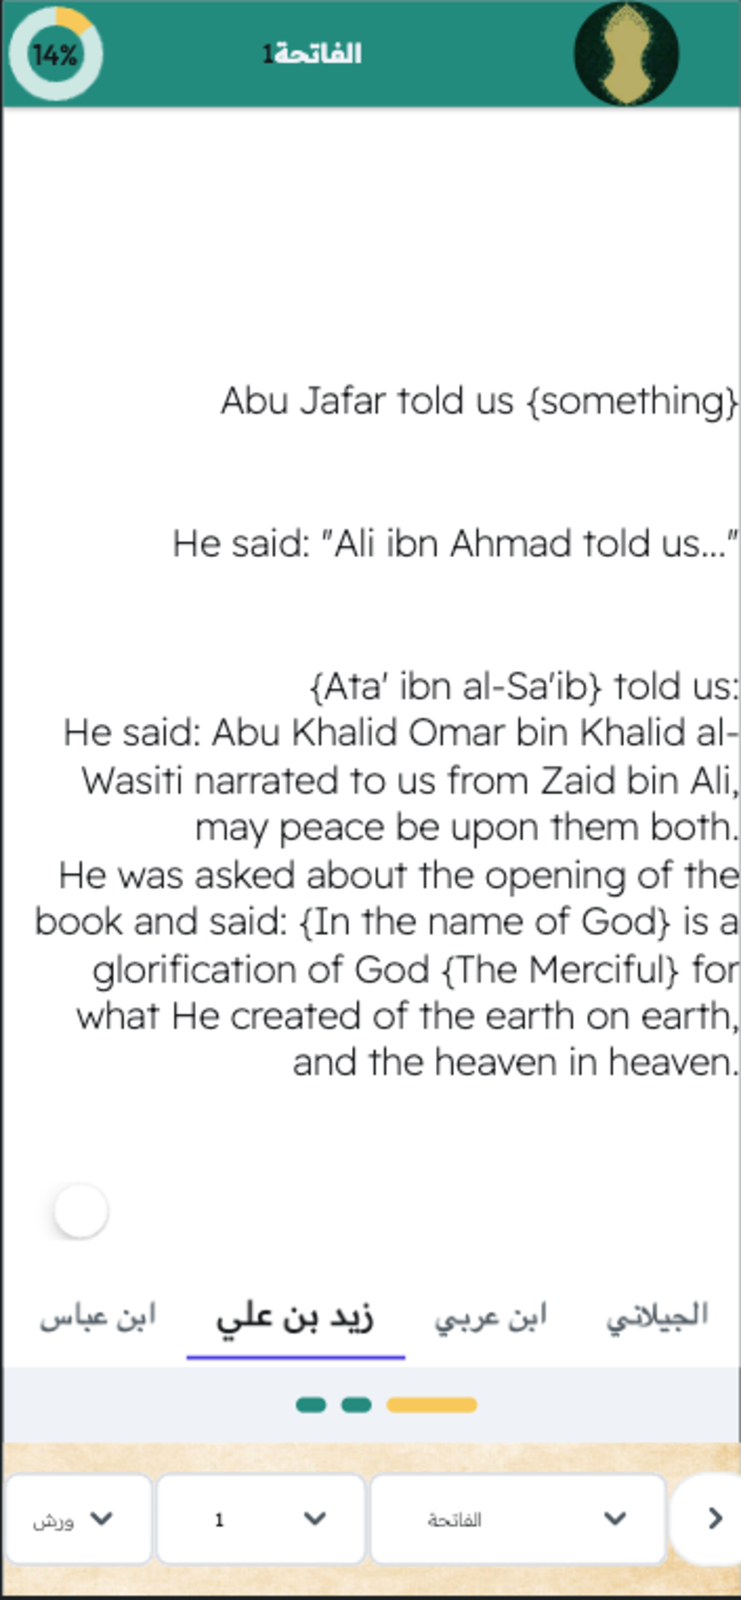 14%
الفاتحة1
Abu Jafar told us {something}
He said: "Ali ibn Ahmad told us..."
{Ata' ibn al-Sa'ib} told us:
He said: Abu Khalid Omar bin Khalid al-
Wasiti narrated to us from Zaid bin Ali,
may peace be upon them both.
He was asked about the opening of the
book and said: {In the name of God} is a
glorification of God {The Merciful} for
what He created of the earth on earth,
and the heaven in heaven.
الجيلاني
ابن عربي
زيد بن علي
ابن عباس
الفاتحة
1
ورش